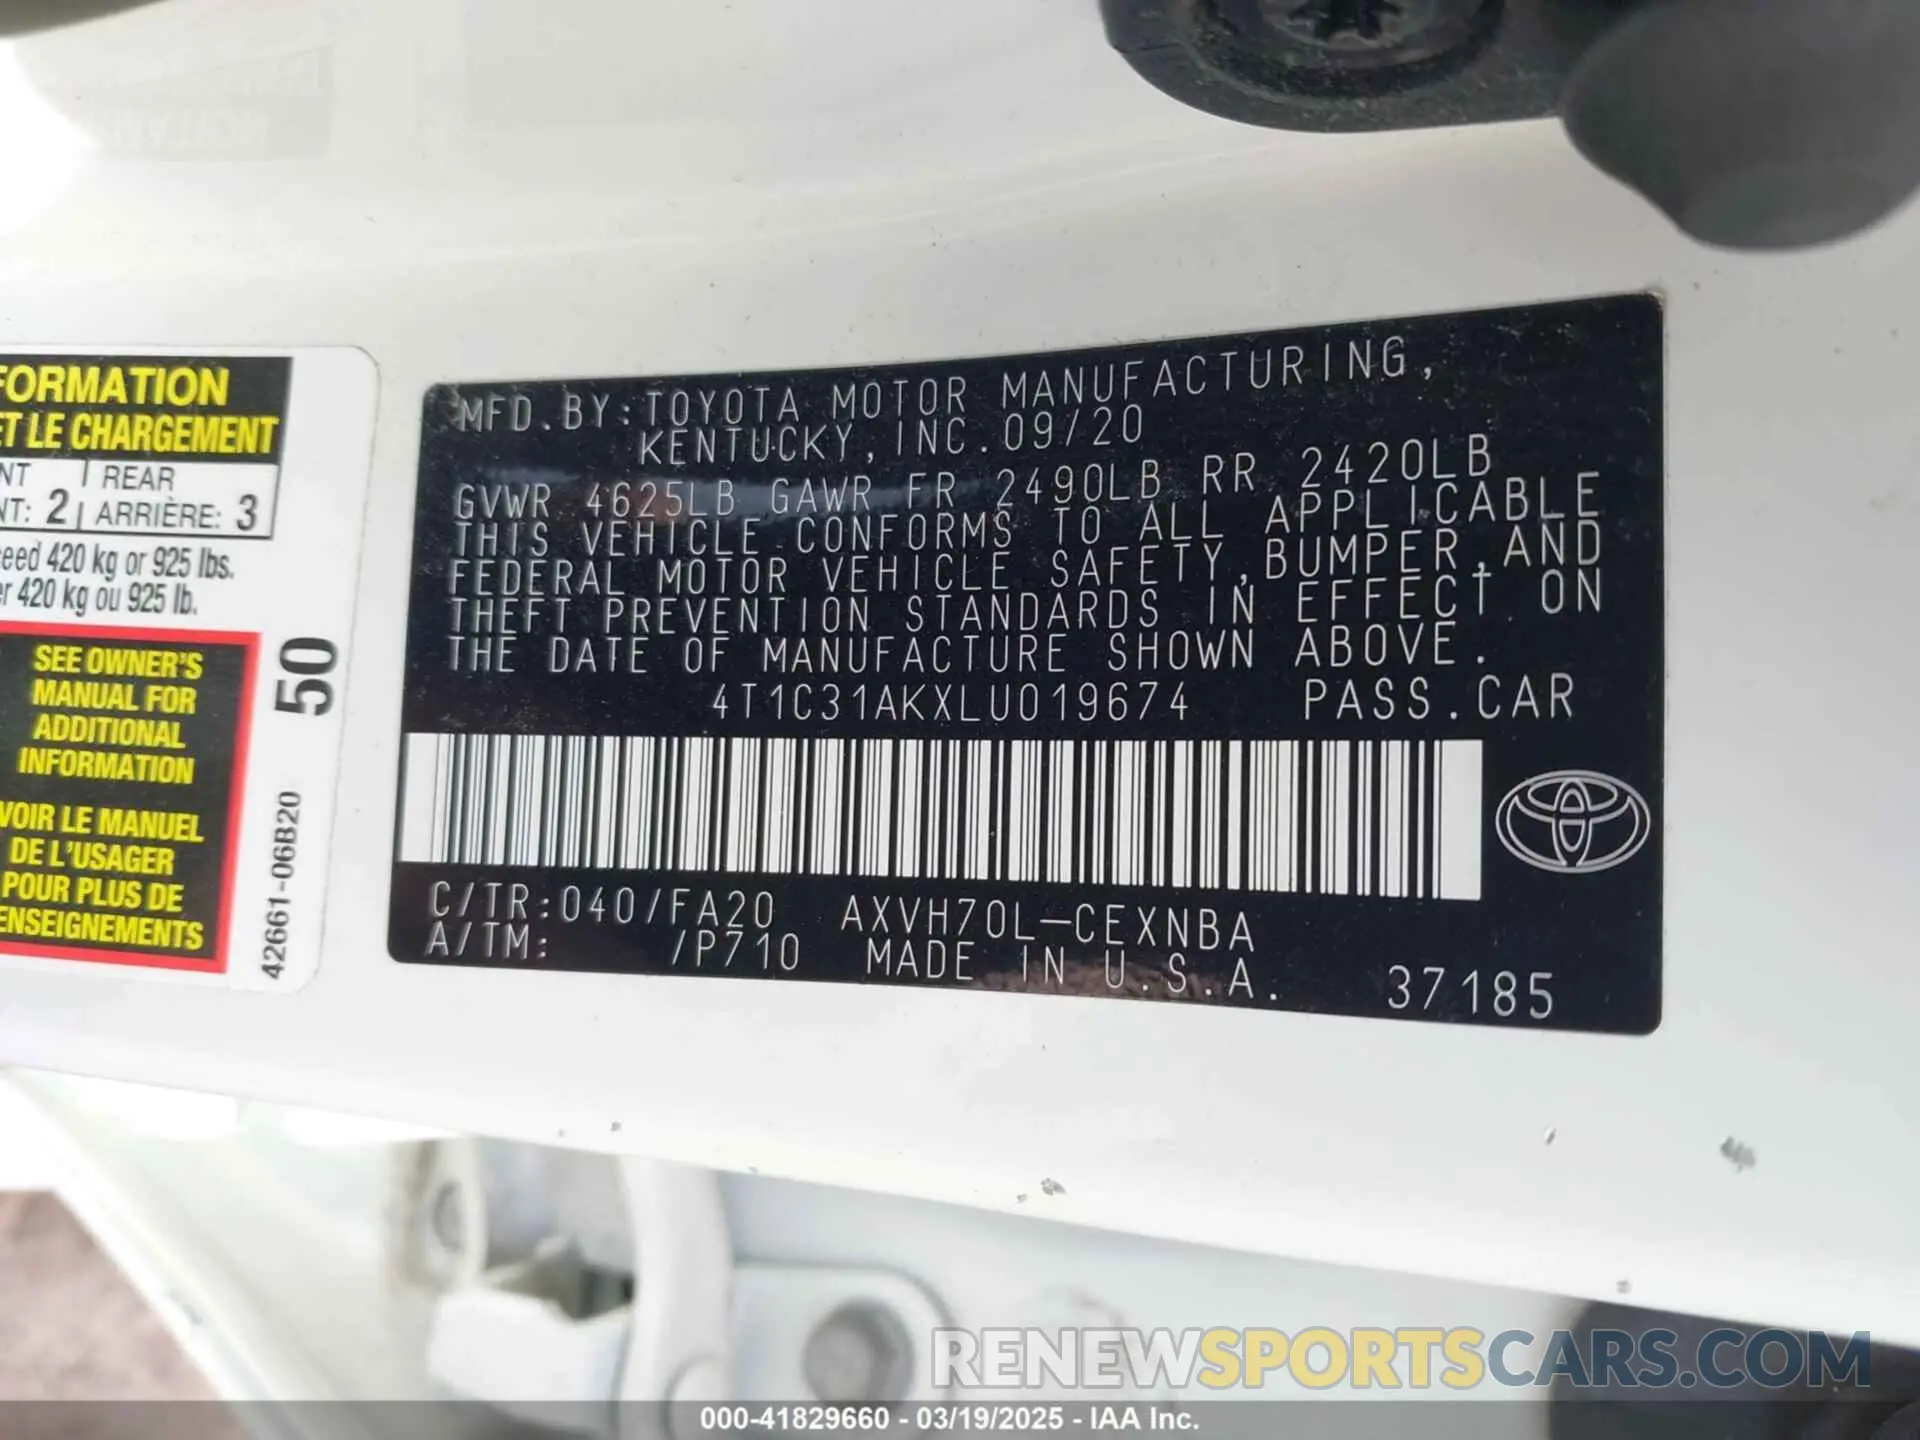 FORMATION
ET LE CHARGEMENT
NT | REAR
NT: 2 | ARRIÈRE: 3
eed 420 kg or 925 lbs.
er 420 kg ou 925 lb.
SEE OWNER'S
MANUAL FOR
ADDITIONAL
INFORMATION
VOIR LE MANUEL
DE L'USAGER
POUR PLUS DE
ENSEIGNEMENTS
50
42661-06B20
MFD.BY:TOYOTA MOTOR MANUFACTURING,
KENTUCKY, INC.09/20
GVWR 4625LB GAWR FR 2490LB RR 2420LB
THIS VEHICLE CONFORMS TO ALL APPLICABLE
FEDERAL MOTOR VEHICLE SAFETY,BUMPER,AND
THEFT PREVENTION STANDARDS IN EFFECT ON
THE DATE OF MANUFACTURE SHOWN ABOVE.
4T1C31AKXLU019674 PASS.CAR
C/TR:040/FA20 AXVH70L-CEXNBA
A/TM: /P710 MADE IN U.S.A. 37185
RENEWSPORTSCARS.COM
000-41829660 - 03/19/2025 - IAA Inc.